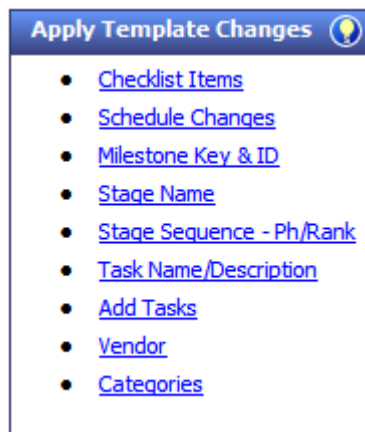 Apply Template Changes
Checklist Items
Schedule Changes
Milestone Key & ID
Stage Name
Stage Sequence - Ph/Rank
Task Name/Description
Add Tasks
Vendor
Categories